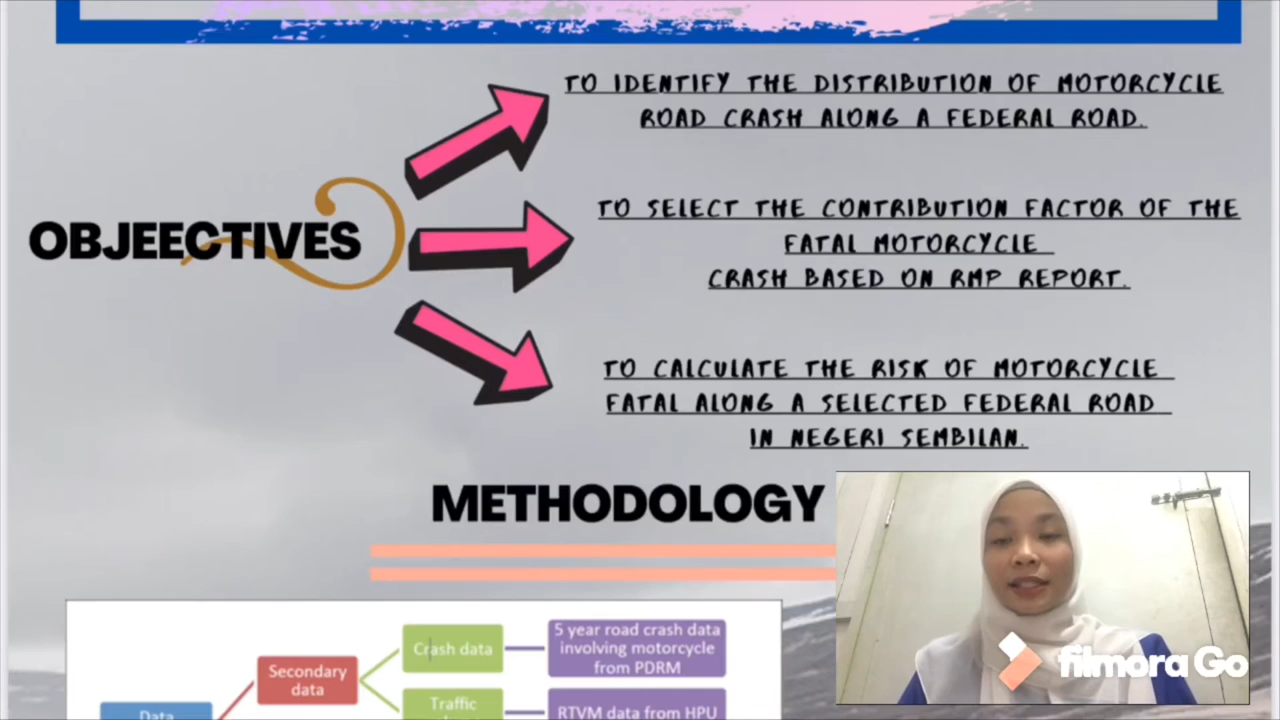 TO IDENTIFY THE DISTRIBUTION OF MOTORCYCLE
ROAD CRASH ALONG A FEDERAL ROAD.
OBJEECTIVES
TO SELECT THE CONTRIBUTION FACTOR OF THE
FATAL MOTORCYCLE
CRASH BASED ON RMP REPORT.
TO CALCULATE THE RISK OF MOTORCYCLE
FATAL ALONG A SELECTED FEDERAL ROAD
IN NEGERI SEMBILAN.
METHODOLOGY
Secondary
data
Crash data
5 year road crash data
involving motorcycle
from PDRM
Data
Traffic
RTVM data from HPU
filmora Go